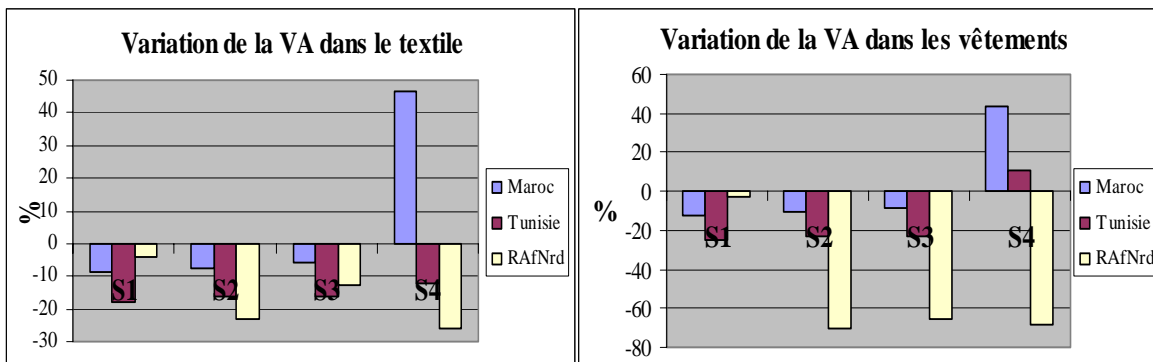 Variation de la VA dans le textile
50
40
30
20
10
0
-10
-20
-30
%
S1
S2
S3
S4
Maroc
Tunisie
RAfNrd
Variation de la VA dans les vêtements
60
40
20
0
-20
-40
-60
-80
%
S1
S2
S3
S4
Maroc
Tunisie
RAfNrd